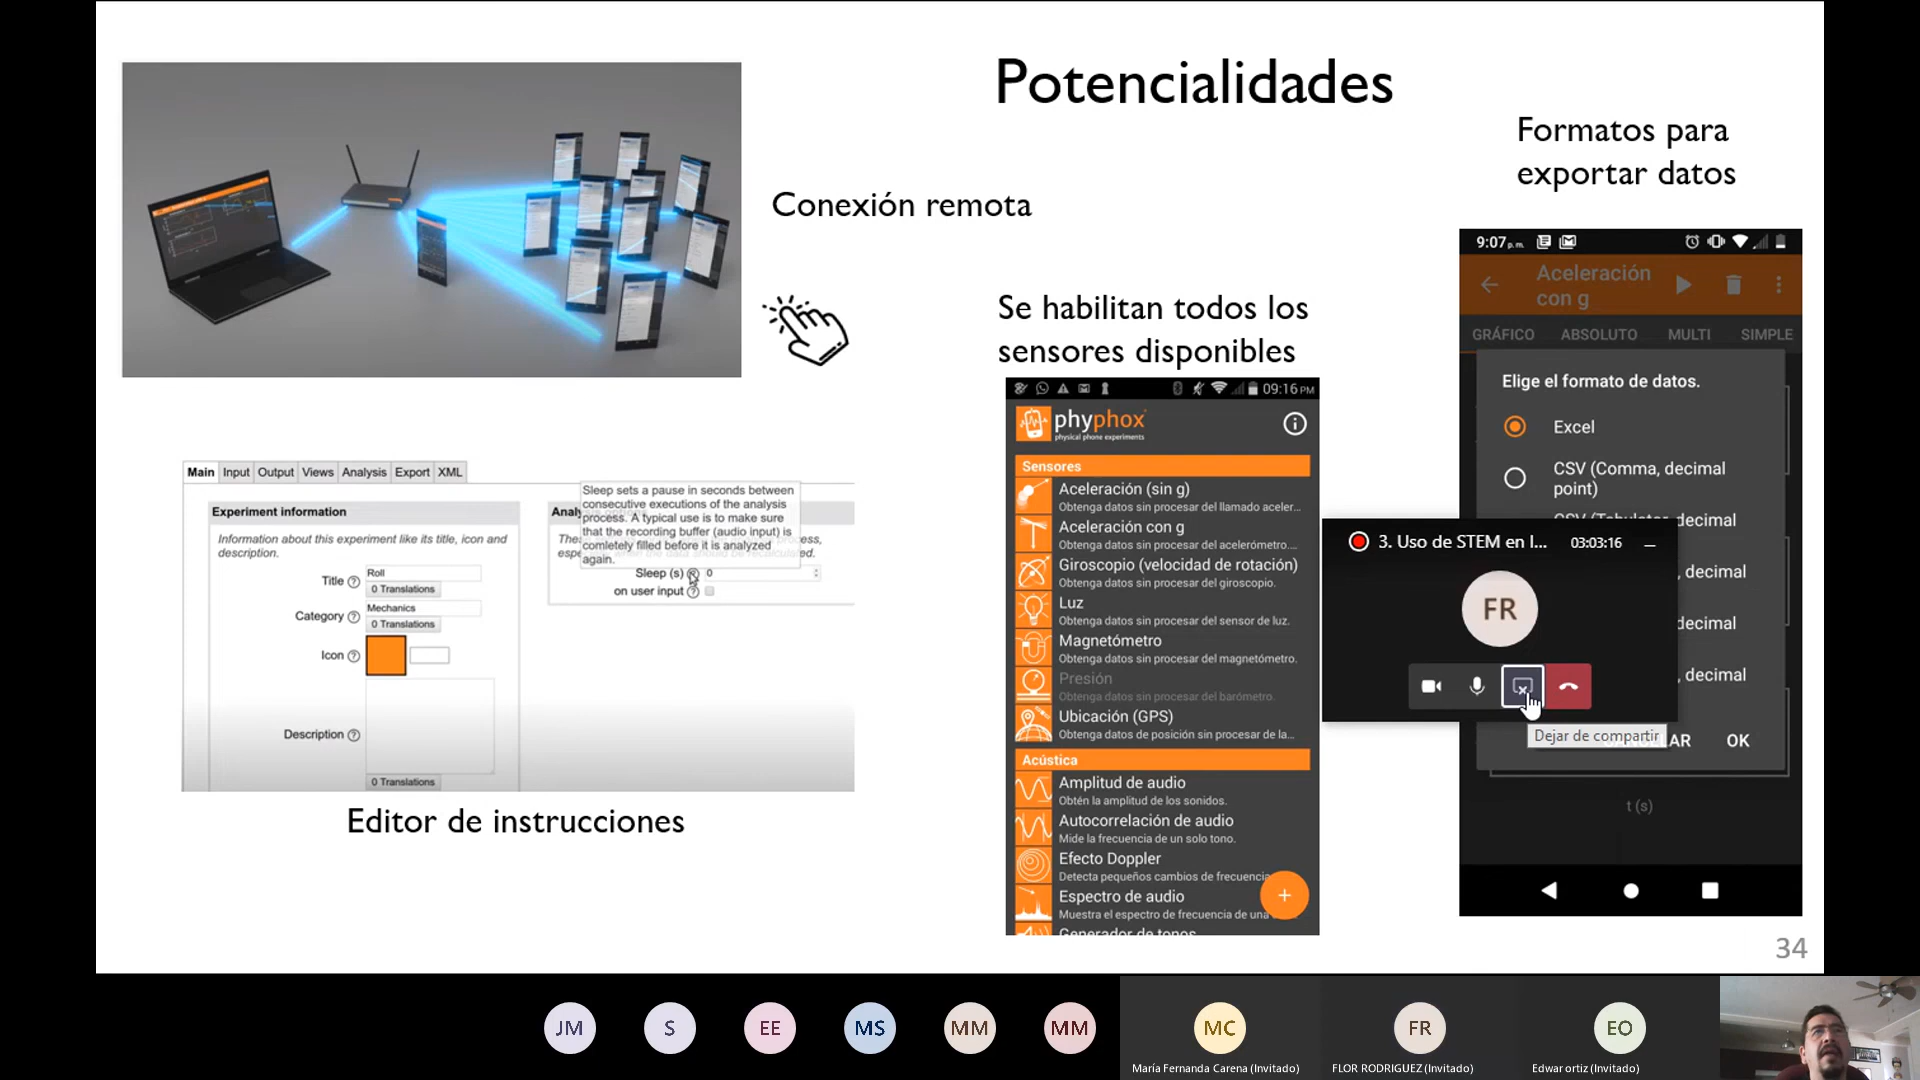 Potencialidades
Formatos para
exportar datos
Conexión remota
Se habilitan todos los
sensores disponibles
Main Input Output Views Analysis Export XML
Experiment information
Information about this experiment like its title, icon and
description.
Title
Roll
0 Translations
Category
Mechanics
0 Translations
Icon
Description
0 Translations
Sleep sets a pause in seconds between
consecutive executions of the analysis
process. A typical use is to make sure
that the recording buffer (audio input) is
comletely filled before it is analyzed
again.
Sleep (s) 0
on user input
Editor de instrucciones
09:16 PM
phyphox
physical phone experiments
Sensores
Aceleración (sin g)
Obtenga datos sin procesar del llamado aceler...
Aceleración con g
Obtenga datos sin procesar del acelerómetro....
Giroscopio (velocidad de rotación)
Obtenga datos sin procesar del giroscopio.
Luz
Obtenga datos sin procesar del sensor de luz.
Magnetómetro
Obtenga datos sin procesar del magnetómetro.
Presión
Obtenga datos sin procesar del barómetro.
Ubicación (GPS)
Obtenga datos de posición sin procesar de la...
Acústica
Amplitud de audio
Obtén la amplitud de los sonidos.
Autocorrelación de audio
Mide la frecuencia de un solo tono.
Efecto Doppler
Detecta pequeños cambios de frecuencia
Espectro de audio
Muestra el espectro de frecuencia de una
Generador de tonos
9:07 p. m.
Aceleración
con g
GRÁFICO ABSOLUTO MULTI SIMPLE
Elige el formato de datos.
Excel
CSV (Comma, decimal
point)
CSV (Tabulator, decimal
, decimal
decimal
, decimal
OK
t (s)
3. Uso de STEM en l... 03:03:16
FR
Dejar de compartir
34
JM S EE MS MM MM MC FR EO
María Fernanda Carena (Invitado) FLOR RODRIGUEZ (Invitado) Edwar ortiz (Invitado)